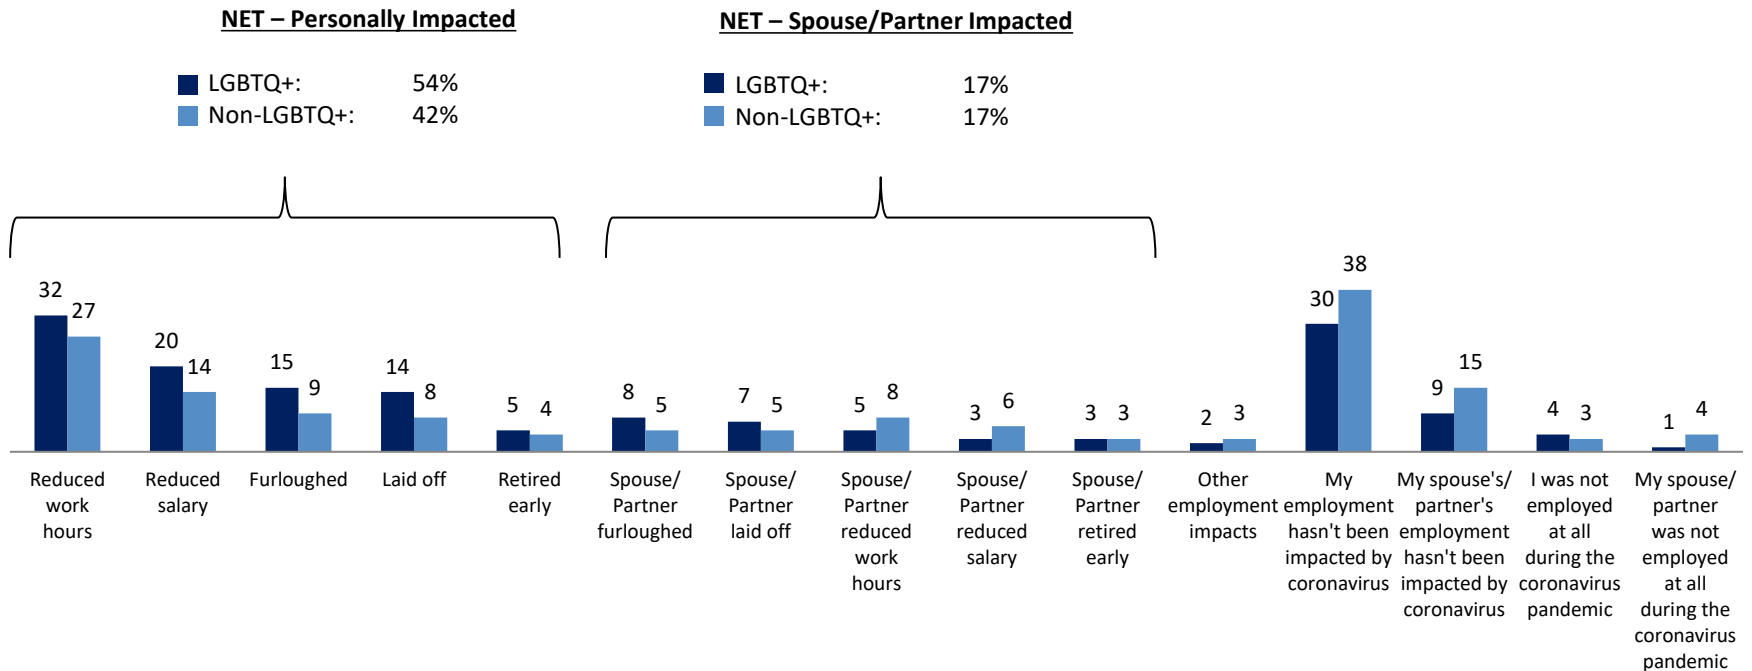 NET – Personally Impacted
LGBTQ+: 54%
Non-LGBTQ+: 42%
NET – Spouse/Partner Impacted
LGBTQ+: 17%
Non-LGBTQ+: 17%
32 27
20 14
15 9
14 8
5 4
8 5
7 5
5 8
3 6
3 3
2 3
30 38
9 15
4 3
1 4
Reduced
work
hours
Reduced
salary
Furloughed
Laid off
Retired
early
Spouse/
Partner
furloughed
Spouse/
Partner
laid off
Spouse/
Partner
reduced
work
hours
Spouse/
Partner
reduced
salary
Spouse/
Partner
retired
early
Other
employment
impacts
My
employment
hasn't been
impacted by
coronavirus
My spouse's/
partner's
employment
hasn't been
impacted by
coronavirus
I was not
employed
at all
during the
coronavirus
pandemic
My spouse/
partner
was not
employed
at all
during the
coronavirus
pandemic